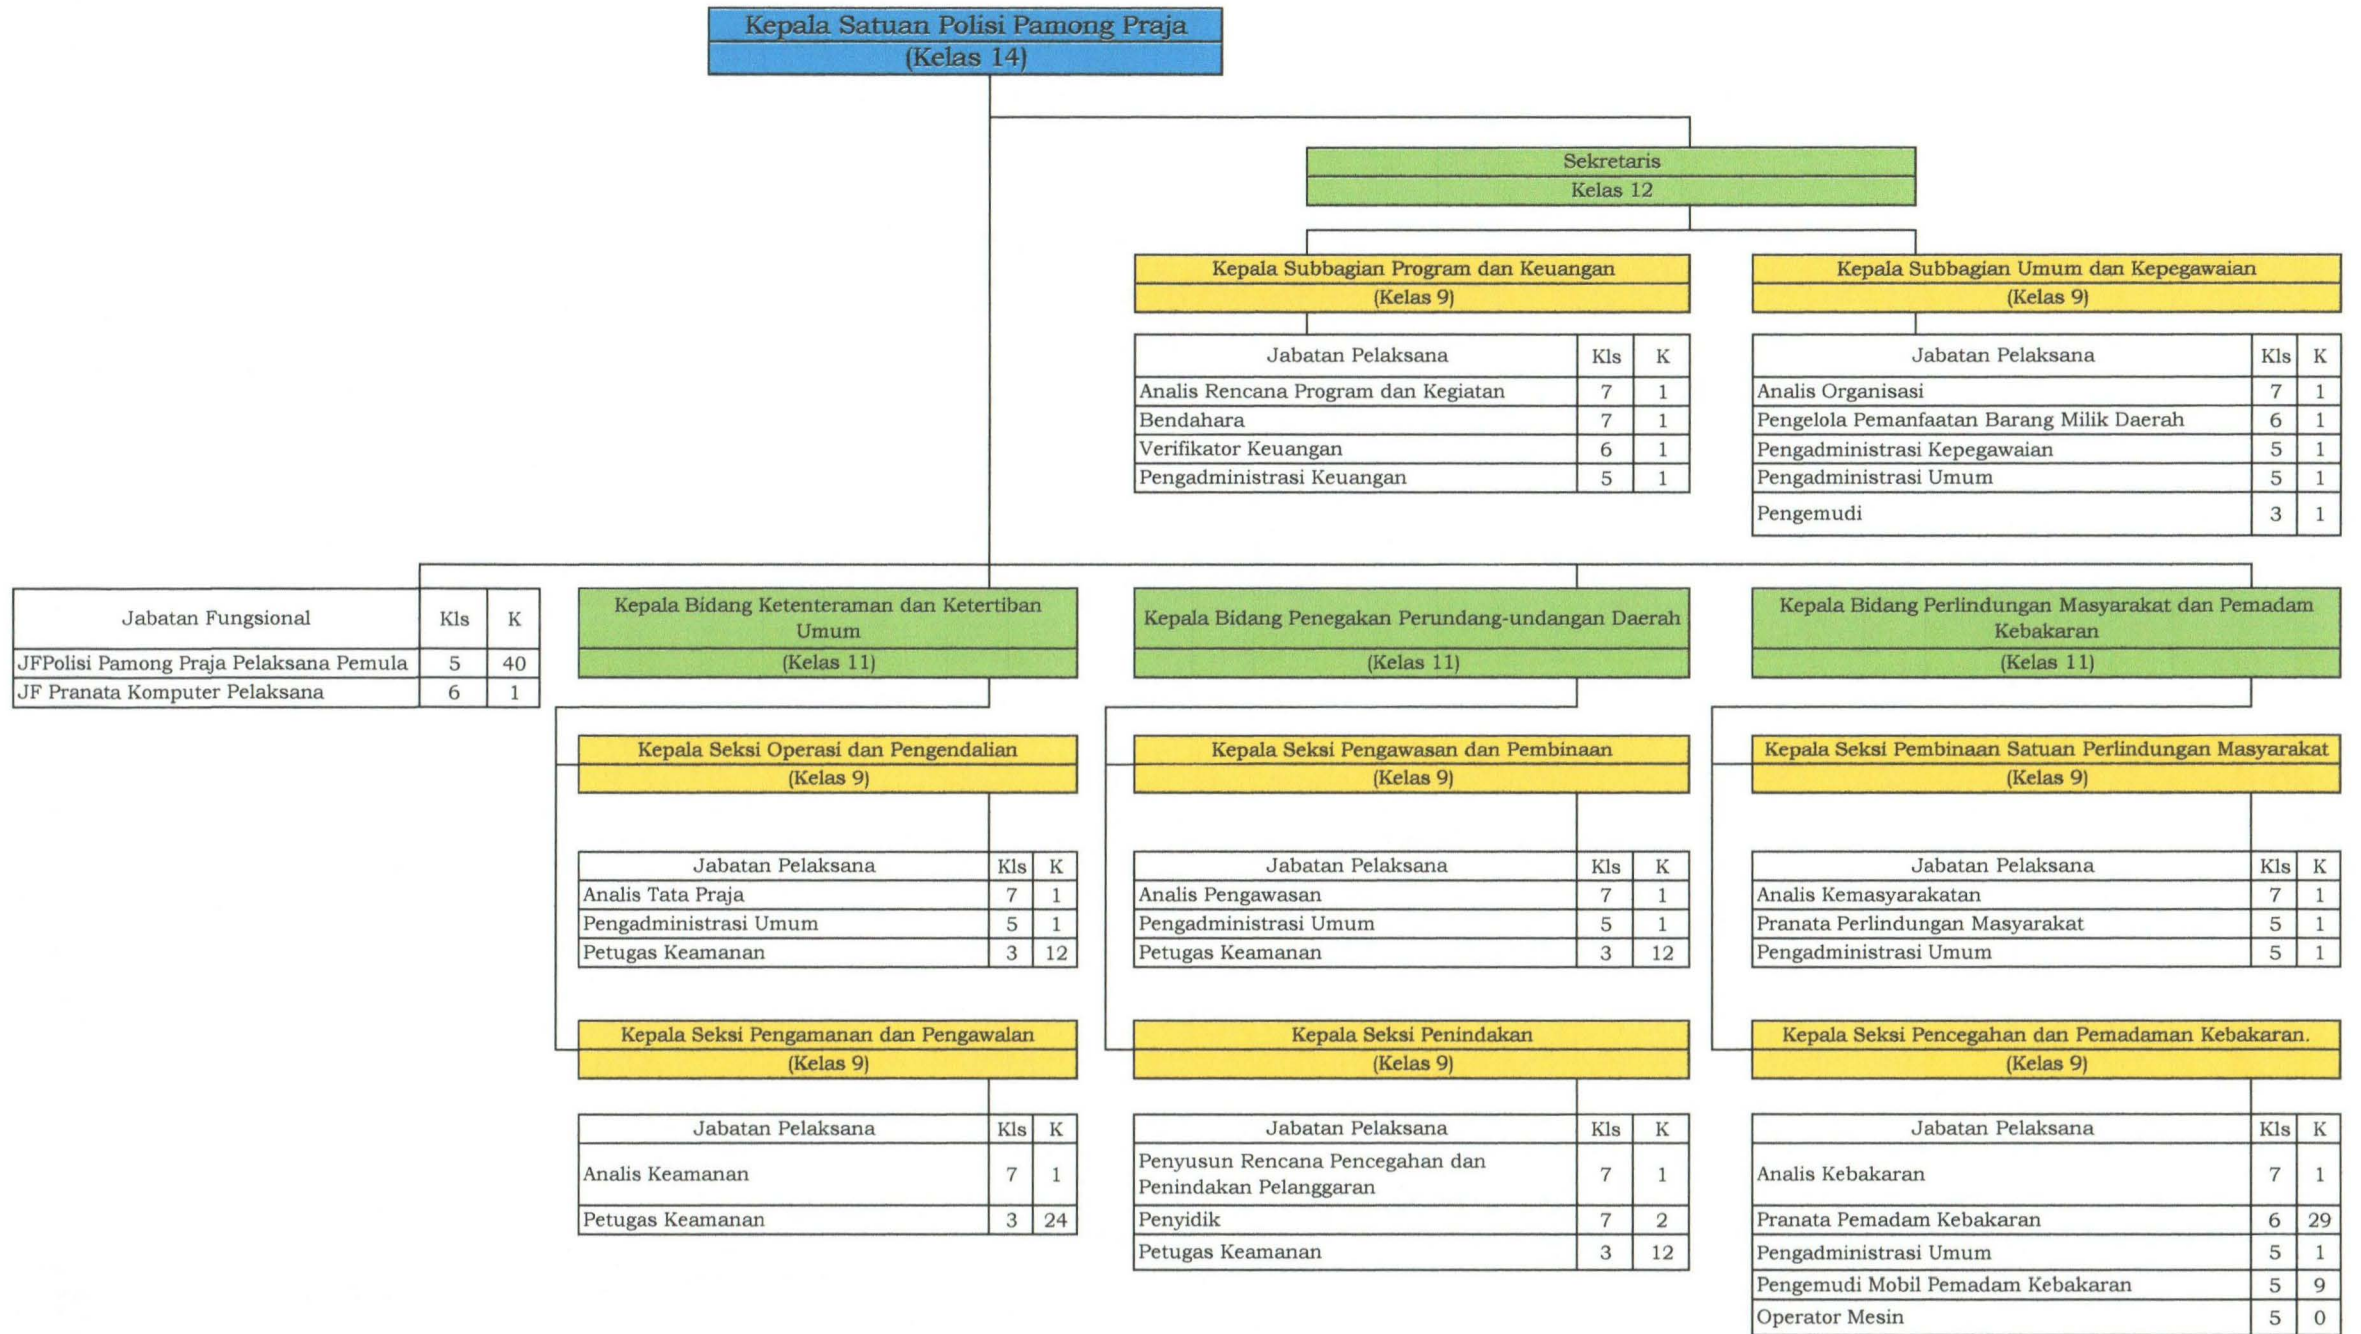 Kepala Satuan Polisi Pamong Praja
(Kelas 14)
Sekretaris
Kelas 12
Kepala Subbagian Program dan Keuangan
(Kelas 9)
Jabatan Pelaksana Kls K
Analis Rencana Program dan Kegiatan 7 1
Bendahara 7 1
Verifikator Keuangan 6 1
Pengadministrasi Keuangan 5 1
Kepala Subbagian Umum dan Kepegawaian
(Kelas 9)
Jabatan Pelaksana Kls K
Analis Organisasi 7 1
Pengelola Pemanfaatan Barang Milik Daerah 6 1
Pengadministrasi Kepegawaian 5 1
Pengadministrasi Umum 5 1
Pengemudi 3 1
Jabatan Fungsional Kls K
JFPolisi Pamong Praja Pelaksana Pemula 5 40
JF Pranata Komputer Pelaksana 6 1
Kepala Bidang Ketenteraman dan Ketertiban
Umum
(Kelas 11)
Kepala Seksi Operasi dan Pengendalian
(Kelas 9)
Jabatan Pelaksana Kls K
Analis Tata Praja 7 1
Pengadministrasi Umum 5 1
Petugas Keamanan 3 12
Kepala Seksi Pengamanan dan Pengawalan
(Kelas 9)
Jabatan Pelaksana Kls K
Analis Keamanan 7 1
Petugas Keamanan 3 24
Kepala Bidang Penegakan Perundang-undangan Daerah
(Kelas 11)
Kepala Seksi Pengawasan dan Pembinaan
(Kelas 9)
Jabatan Pelaksana Kls K
Analis Pengawasan 7 1
Pengadministrasi Umum 5 1
Petugas Keamanan 3 12
Kepala Seksi Penindakan
(Kelas 9)
Jabatan Pelaksana Kls K
Penyusun Rencana Pencegahan dan
Penindakan Pelanggaran 7 1
Penyidik 7 2
Petugas Keamanan 3 12
Kepala Bidang Perlindungan Masyarakat dan Pemadam
Kebakaran
(Kelas 11)
Kepala Seksi Pembinaan Satuan Perlindungan Masyarakat
(Kelas 9)
Jabatan Pelaksana Kls K
Analis Kemasyarakatan 7 1
Pranata Perlindungan Masyarakat 5 1
Pengadministrasi Umum 5 1
Kepala Seksi Pencegahan dan Pemadaman Kebakaran.
(Kelas 9)
Jabatan Pelaksana Kls K
Analis Kebakaran 7 1
Pranata Pemadam Kebakaran 6 29
Pengadministrasi Umum 5 1
Pengemudi Mobil Pemadam Kebakaran 5 9
Operator Mesin 5 0